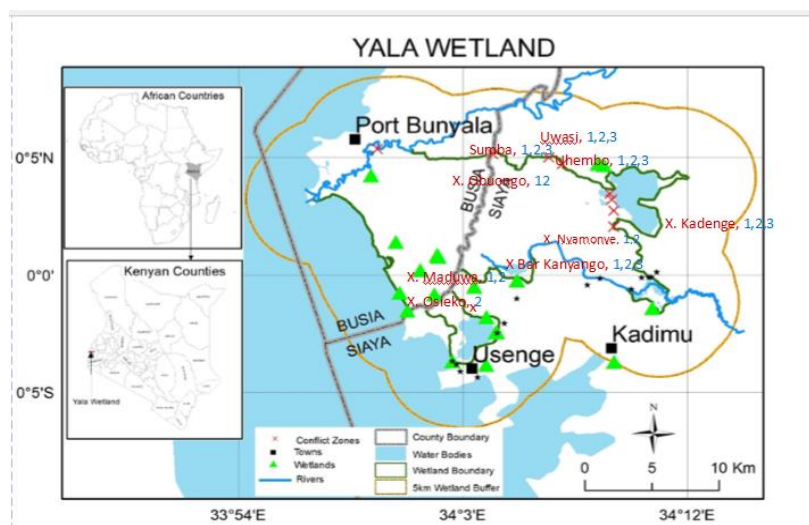 YALA WETLAND
African Countries
Kenyan Counties
Yala Wetland
Port Bunyala
Uwasi, 1,2,3
Sumba, 1,2,3
Uhembo, 1,2,3
X. Obuongo, 12
BUSIA
SIAYA
X. Kadenge, 1,2,3
X. Nyamonye, 1,2
X Bar Kanyango, 1,2,3
X. Maduwa, 1,2
X. Osieko, 2
BUSIA
SIAYA
Usenge
Kadimu
0°5'N
0°0'
0°5'S
× Conflict Zones
Towns
Wetlands
Rivers
County Boundary
Water Bodies
Wetland Boundary
5km Wetland Buffer
N
0 5 10 Km
33°54'E
34°3'E
34°12'E